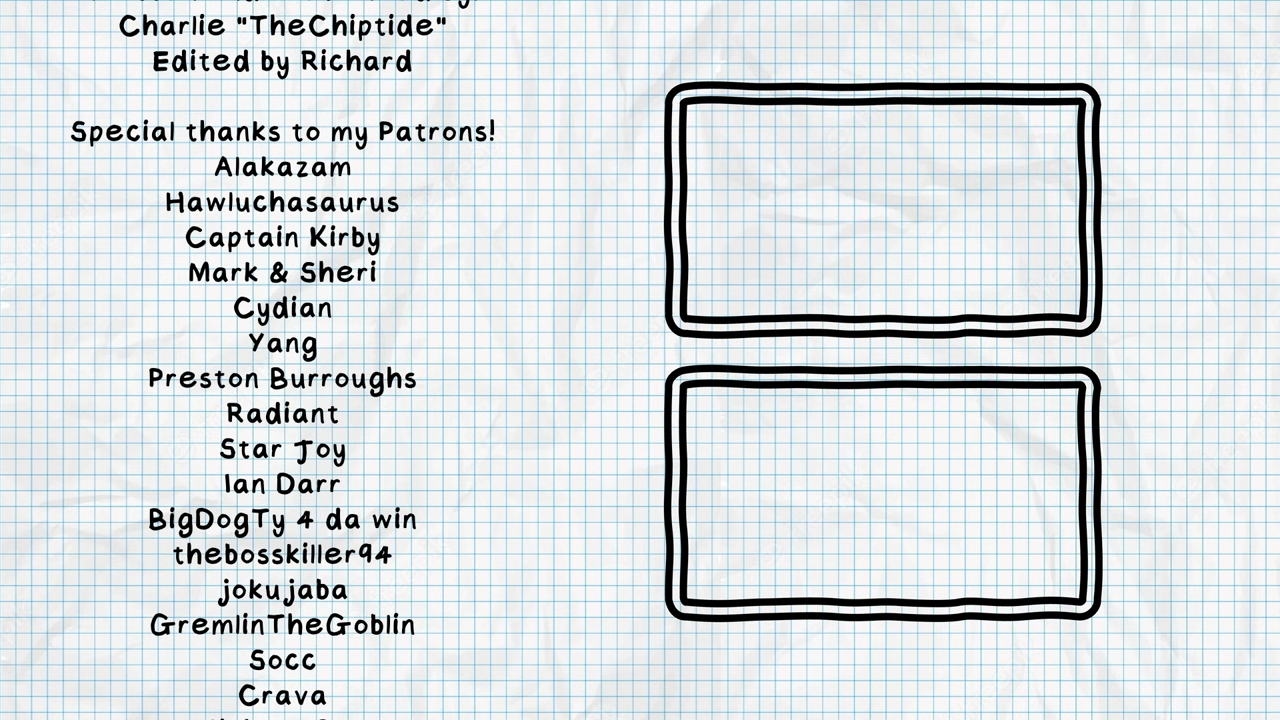 Charlie "TheChiptide"
Edited by Richard
Special thanks to my Patrons!
Alakazam
Hawluchasaurus
Captain Kirby
Mark & Sheri
Cydian
Yang
Preston Burroughs
Radiant
Star Joy
Ian Darr
BigDogTy 4 da win
thebosskiller94
jokujaba
GremlinTheGoblin
Socc
Crava